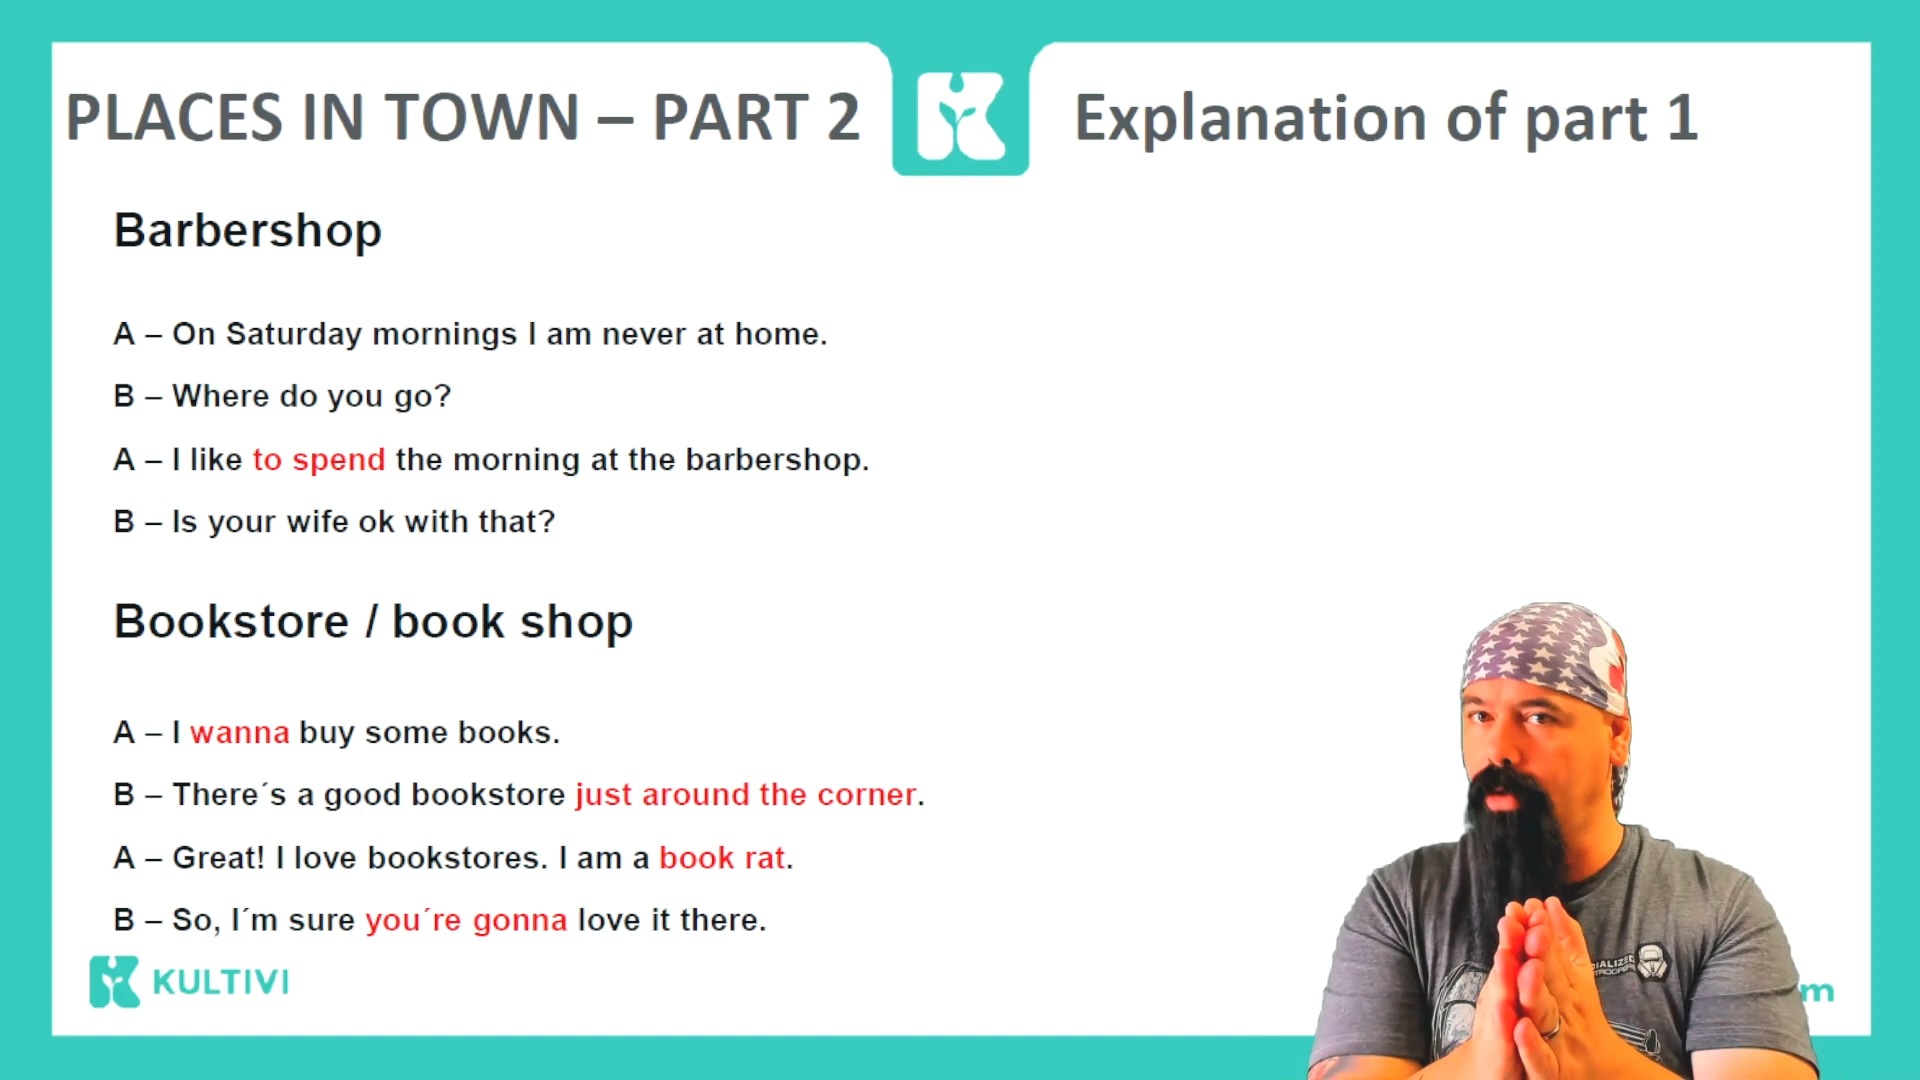 PLACES IN TOWN – PART 2
Explanation of part 1
Barbershop
A – On Saturday mornings I am never at home.
B – Where do you go?
A – I like to spend the morning at the barbershop.
B – Is your wife ok with that?
Bookstore / book shop
A – I wanna buy some books.
B – There´s a good bookstore just around the corner.
A – Great! I love bookstores. I am a book rat.
B – So, I´m sure you´re gonna love it there.
KULTIVI